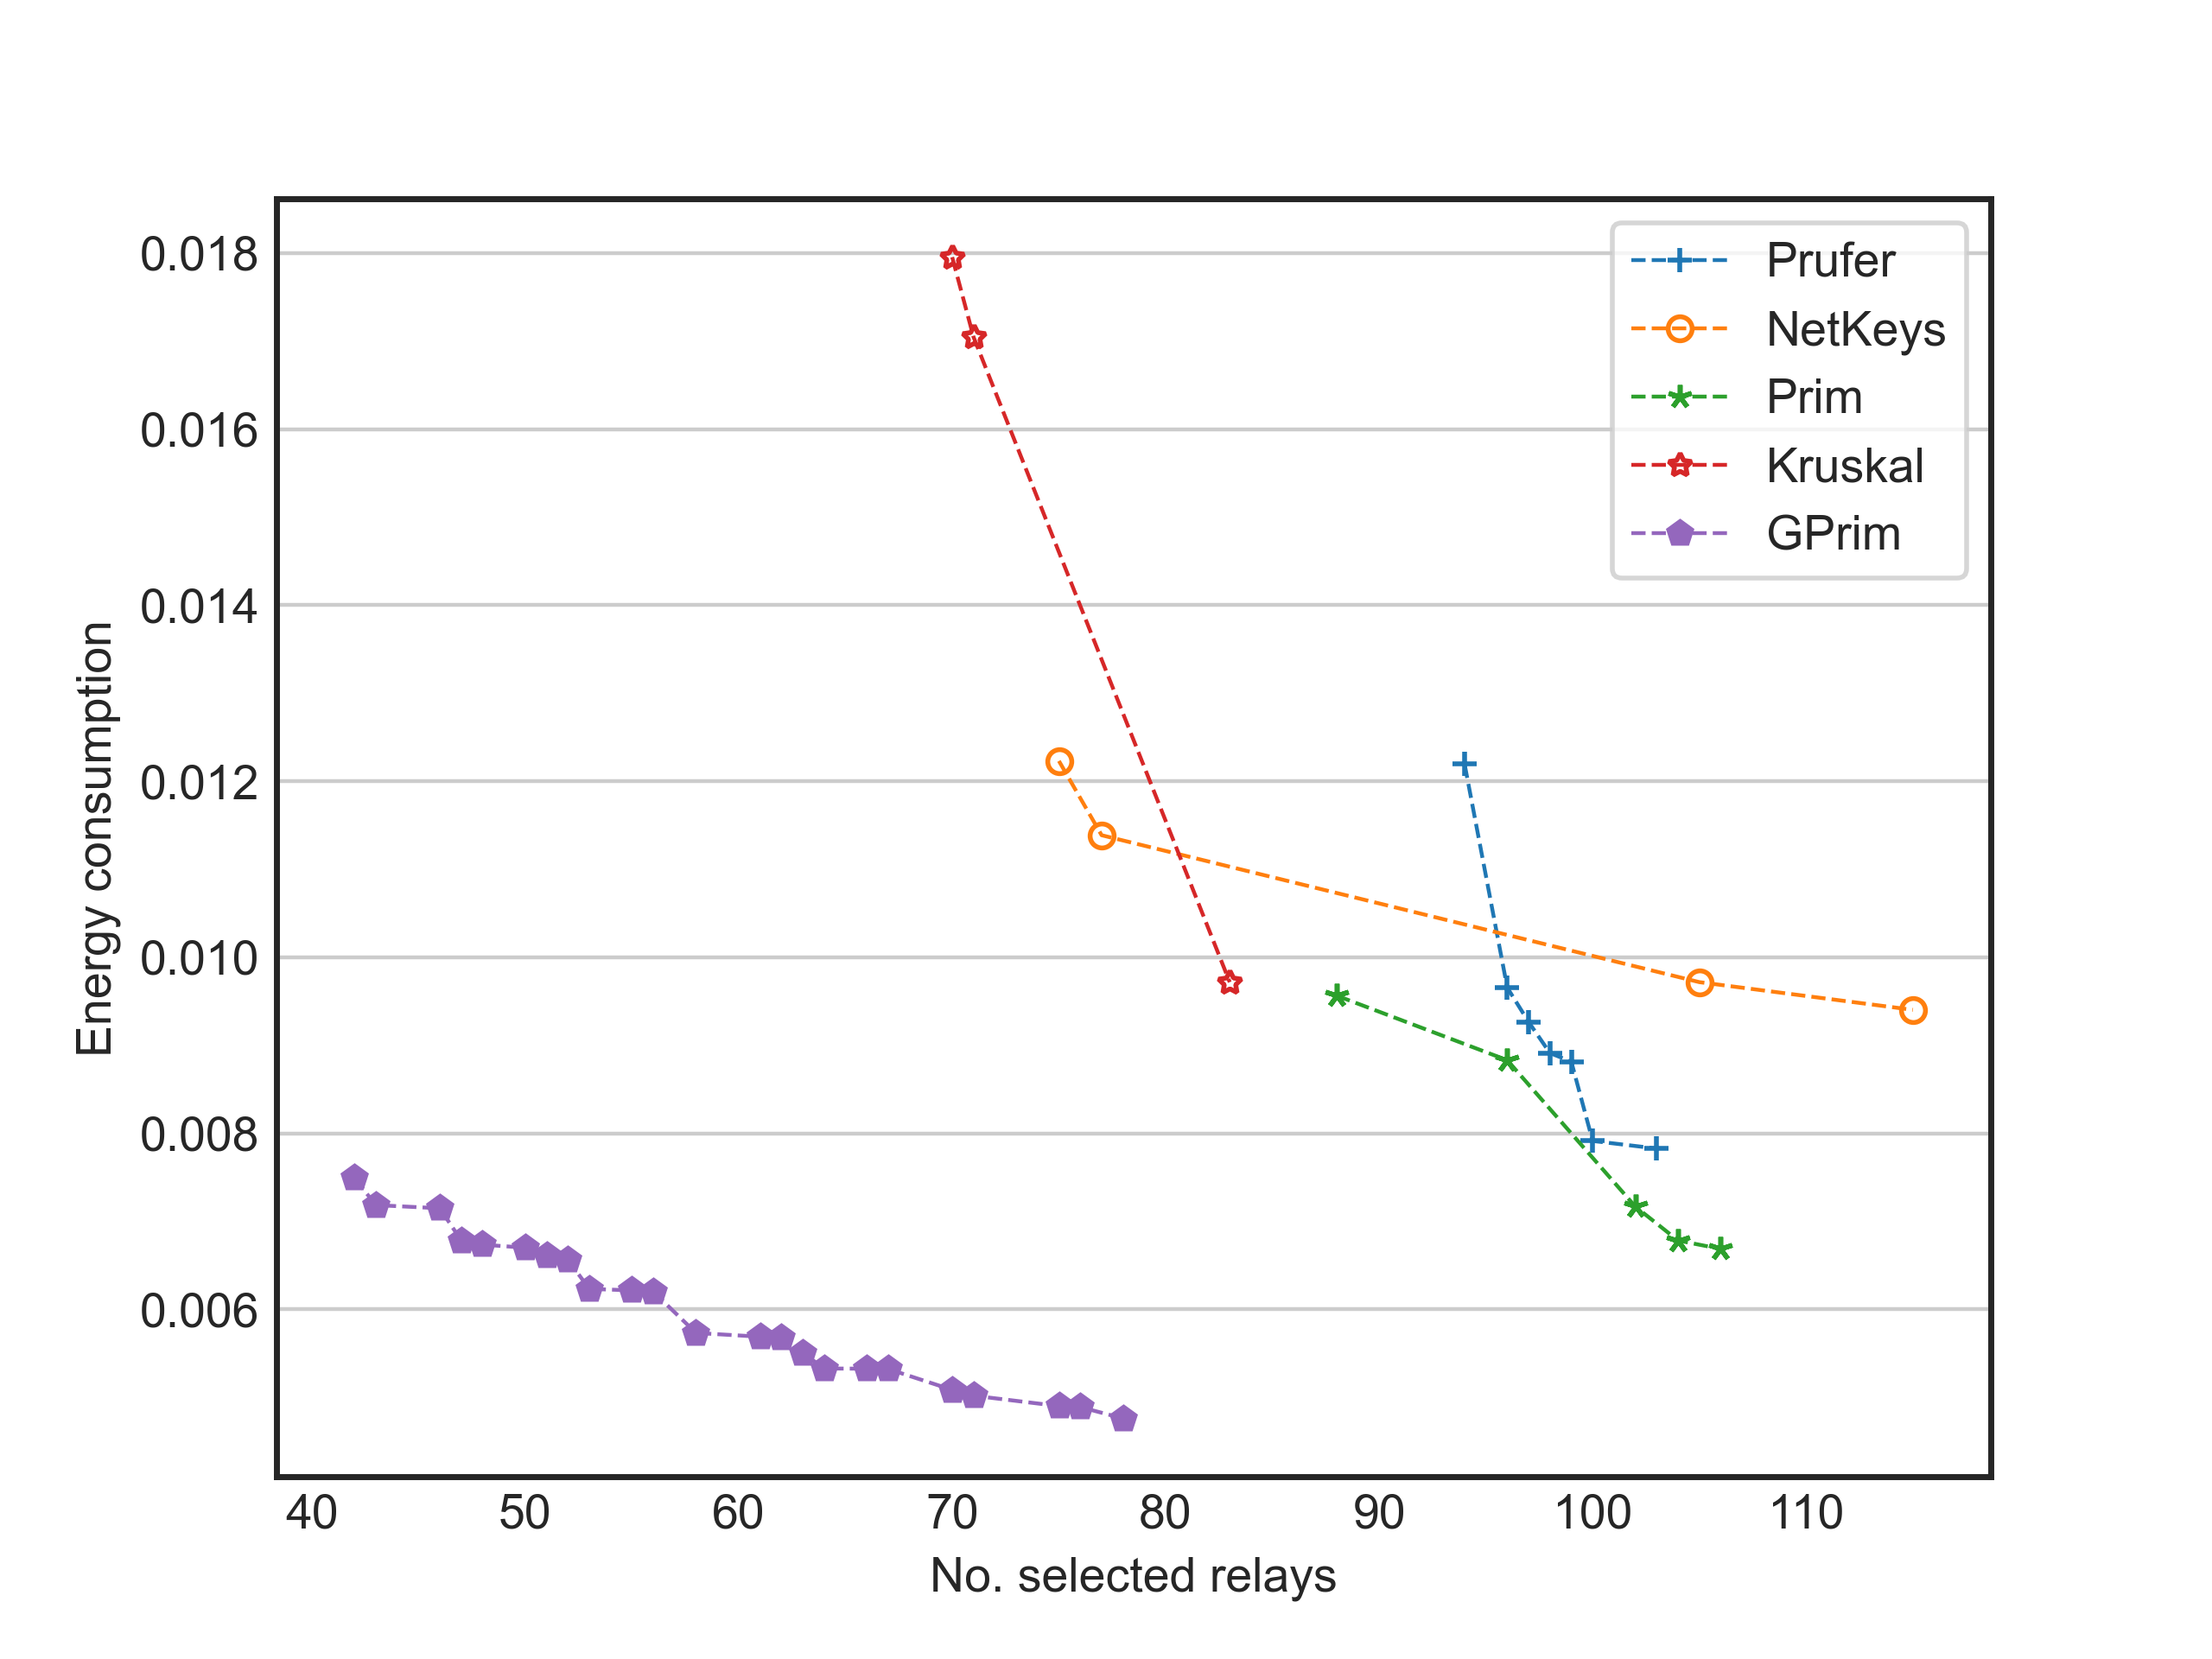 Prufer
NetKeys
Prim
Kruskal
GPrim
Energy consumption
0.018
0.016
0.014
0.012
0.010
0.008
0.006
40 50 60 70 80 90 100 110
No. selected relays